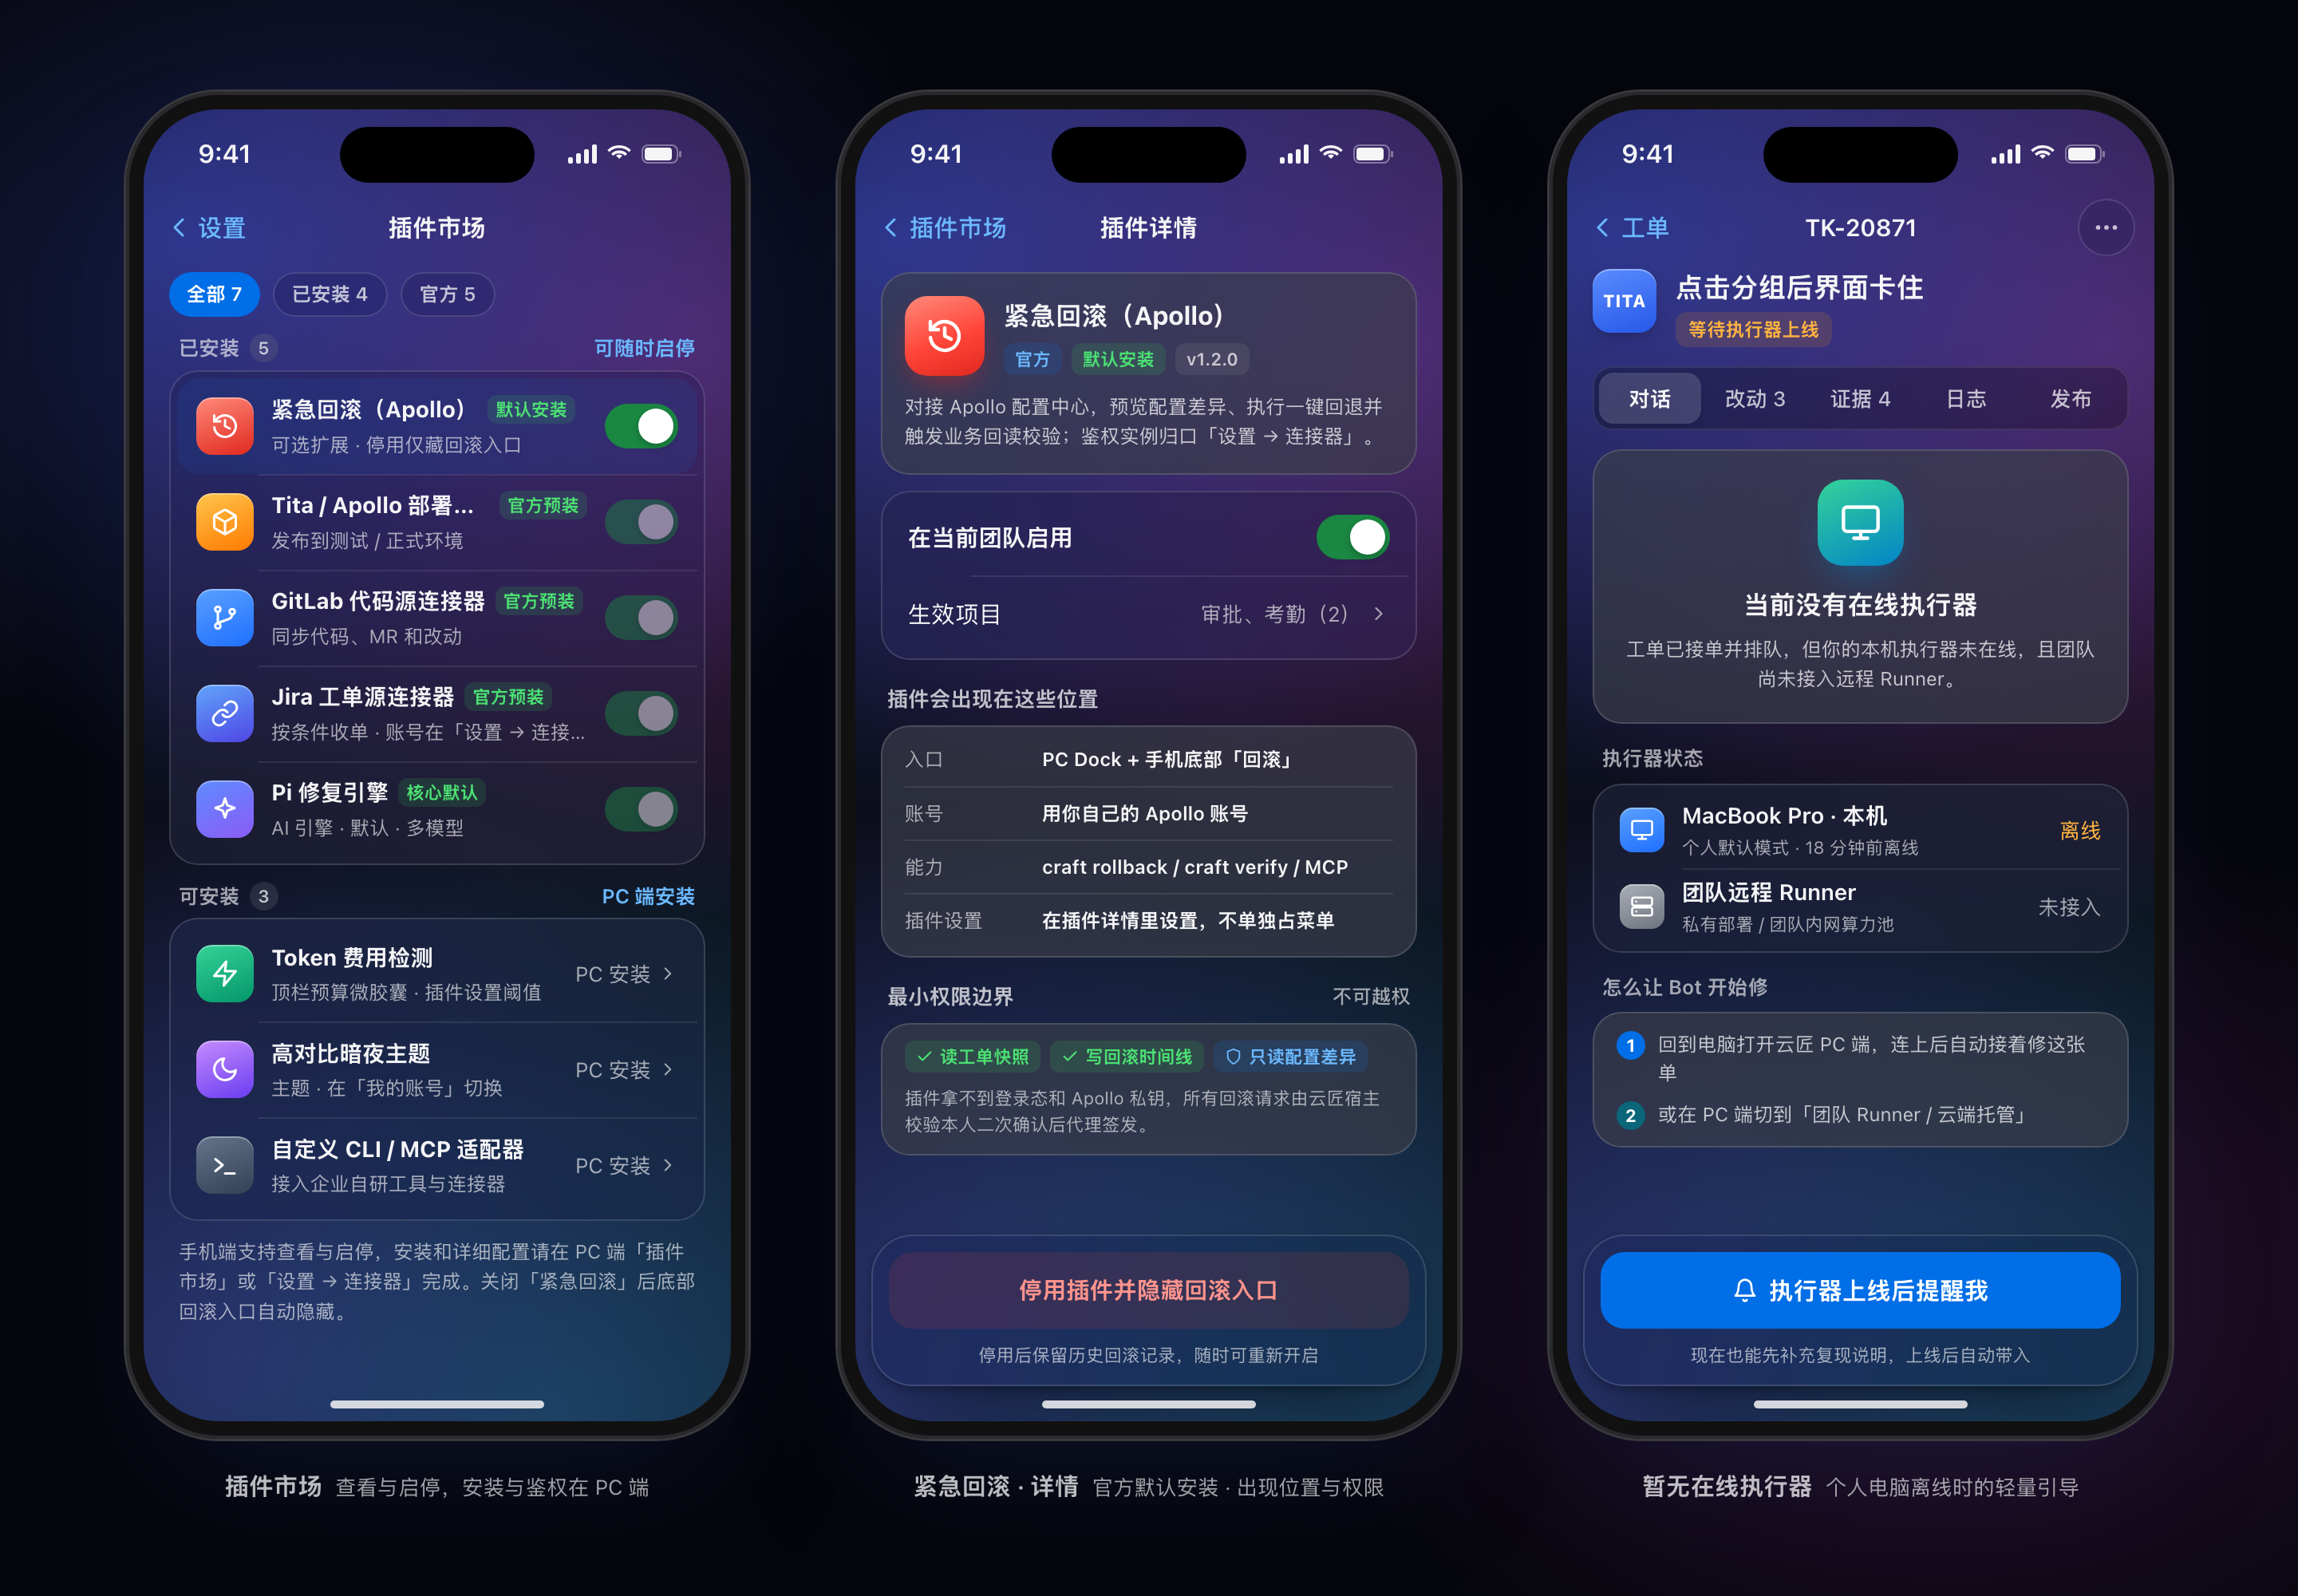 9:41
设置
插件市场
全部 7
已安装 4
官方 5
已安装 5
可随时启停
紧急回滚（Apollo）
默认安装
可选扩展 · 停用仅藏回滚入口
Tita / Apollo 部署...
官方预装
发布到测试 / 正式环境
GitLab 代码源连接器
官方预装
同步代码、MR 和改动
Jira 工单源连接器
官方预装
按条件收单 · 账号在「设置 → 连接...
Pi 修复引擎
核心默认
AI 引擎 · 默认 · 多模型
可安装 3
PC 端安装
Token 费用检测
顶栏预算微胶囊 · 插件设置阈值
PC 安装
高对比暗夜主题
主题 · 在「我的账号」切换
PC 安装
自定义 CLI / MCP 适配器
接入企业自研工具与连接器
PC 安装
手机端支持查看与启停，安装和详细配置请在 PC 端「插件
市场」或「设置 → 连接器」完成。关闭「紧急回滚」后底部
回滚入口自动隐藏。
插件市场 查看与启停，安装与鉴权在 PC 端
9:41
插件市场
插件详情
紧急回滚（Apollo）
官方
默认安装
v1.2.0
对接 Apollo 配置中心，预览配置差异、执行一键回退并
触发业务回读校验；鉴权实例归口「设置 → 连接器」。
在当前团队启用
生效项目
审批、考勤（2）
插件会出现在这些位置
入口
PC Dock + 手机底部「回滚」
账号
用你自己的 Apollo 账号
能力
craft rollback / craft verify / MCP
插件设置
在插件详情里设置，不单独占菜单
最小权限边界
不可越权
读工单快照
写回滚时间线
只读配置差异
插件拿不到登录态和 Apollo 私钥，所有回滚请求由云匠宿主
校验本人二次确认后代理签发。
停用插件并隐藏回滚入口
停用后保留历史回滚记录，随时可重新开启
紧急回滚 · 详情 官方默认安装 · 出现位置与权限
9:41
工单
TK-20871
TITA
点击分组后界面卡住
等待执行器上线
对话
改动 3
证据 4
日志
发布
当前没有在线执行器
工单已接单并排队，但你的本机执行器未在线，且团队
尚未接入远程 Runner。
执行器状态
MacBook Pro · 本机
个人默认模式 · 18 分钟前离线
离线
团队远程 Runner
私有部署 / 团队内网算力池
未接入
怎么让 Bot 开始修
1 回到电脑打开云匠 PC 端，连上后自动接着修这张
单
2 或在 PC 端切到「团队 Runner / 云端托管」
执行器上线后提醒我
现在也能先补充复现说明，上线后自动带入
暂无在线执行器 个人电脑离线时的轻量引导